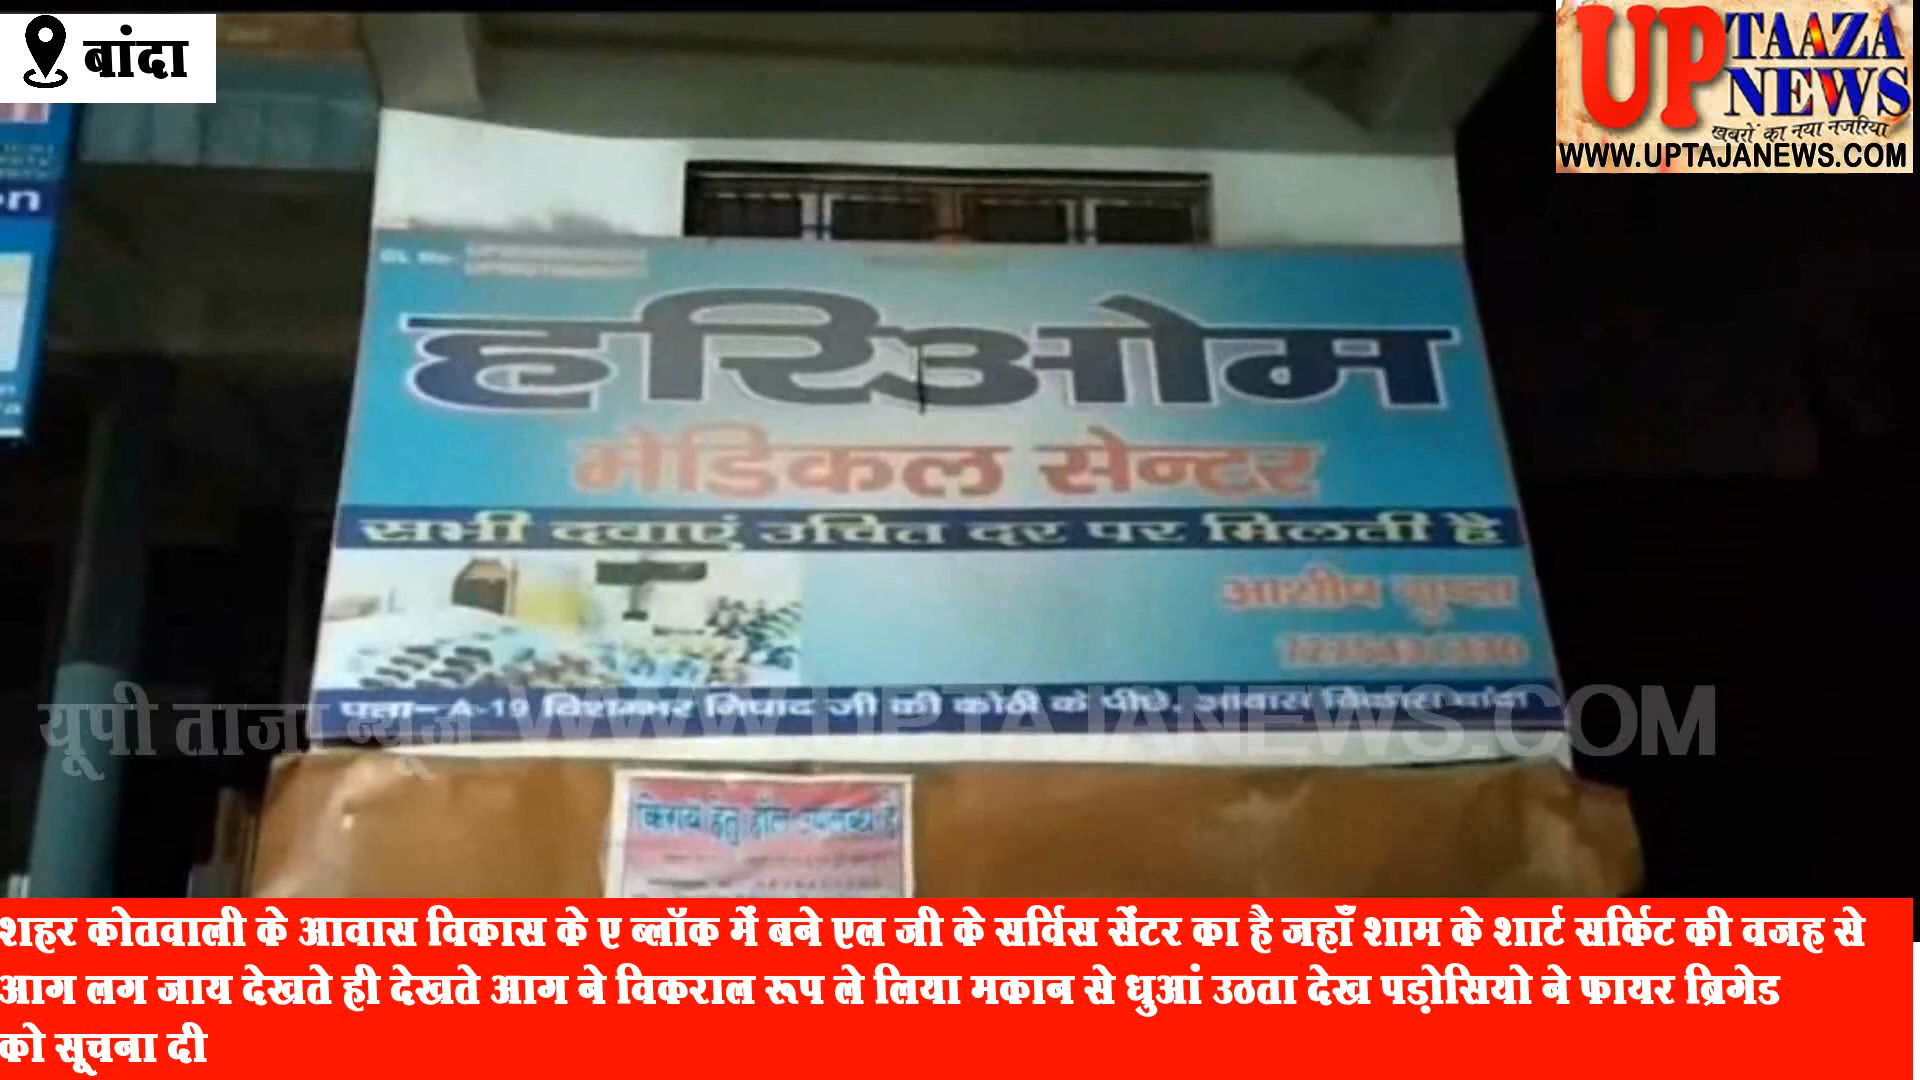 बांदा
UP TAAZA NEWS
खबरों का नया नजरिया
WWW.UPTAJANEWS.COM
हरिओम
मेडिकल सेन्टर
सभी दवाएं उचित दर पर मिलती है
आशीष गुप्ता
पता- A-19 विशम्भर निषाद जी की कोठी के पीछे, आवास विकास बांदा
यूपी ताजा न्यूज WWW.UPTAJANEWS.COM
किराये हेतु हॉल उपलब्ध है
शहर कोतवाली के आवास विकास के ए ब्लॉक में बने एल जी के सर्विस सेंटर का है जहाँ शाम के शार्ट सर्किट की वजह से
आग लग जाय देखते ही देखते आग ने विकराल रूप ले लिया मकान से धुआं उठता देख पड़ोसियो ने फायर ब्रिगेड
को सूचना दी